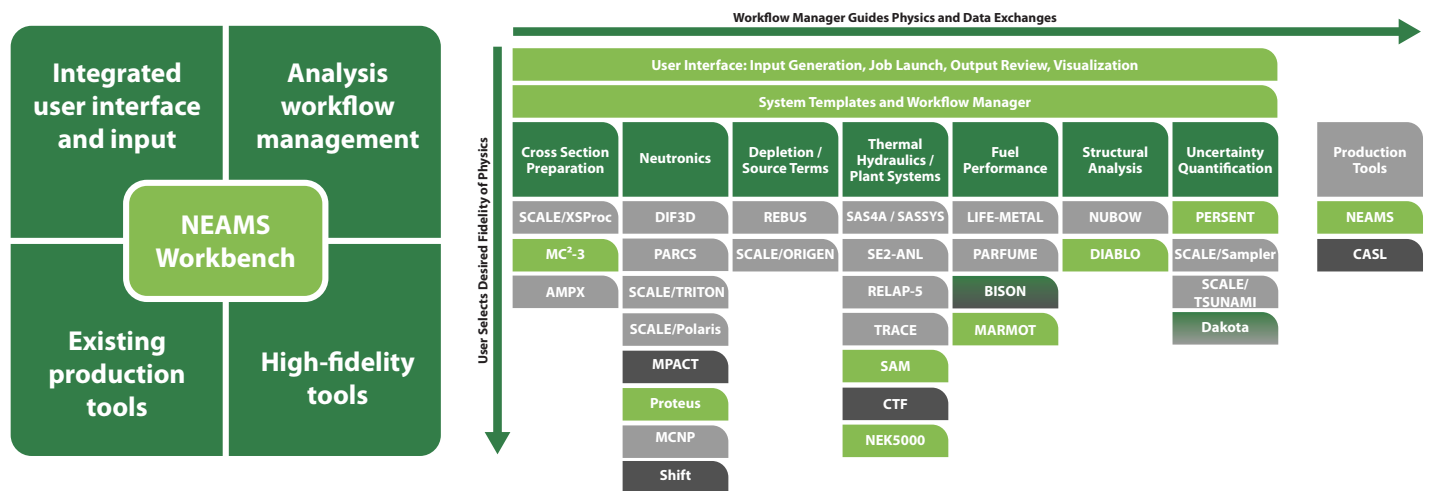 Integrated
user interface
and input
Analysis
workflow
management
NEAMS
Workbench
Existing
production
tools
High-fidelity
tools
Workflow Manager Guides Physics and Data Exchanges
User Selects Desired Fidelity of Physics
User Interface: Input Generation, Job Launch, Output Review, Visualization
System Templates and Workflow Manager
Cross Section
Preparation
SCALE/XSProc
MC²-3
AMPX
Neutronics
DIF3D
PARCS
SCALE/TRITON
SCALE/Polaris
MPACT
Proteus
MCNP
Shift
Depletion /
Source Terms
REBUS
SCALE/ORIGEN
Thermal
Hydraulics /
Plant Systems
SAS4A / SASSYS
SE2-ANL
RELAP-5
TRACE
SAM
CTF
NEK5000
Fuel
Performance
LIFE-METAL
PARFUME
BISON
MARMOT
Structural
Analysis
NUBOW
DIABLO
Uncertainty
Quantification
PERSENT
SCALE/Sampler
SCALE/
TSUNAMI
Dakota
Production
Tools
NEAMS
CASL